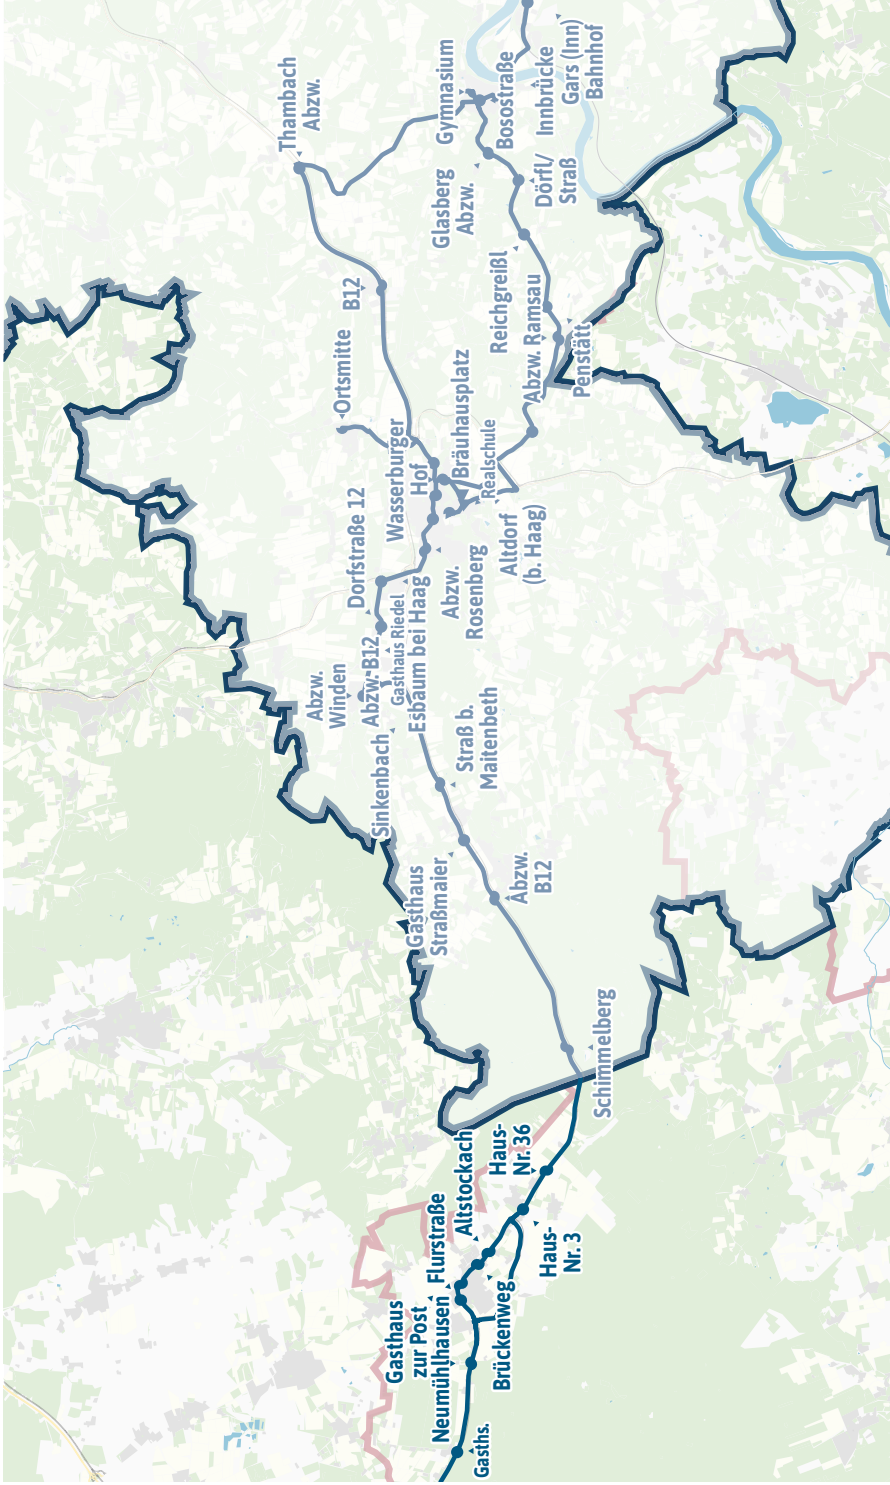 Thambach
Abzw.
Gymnasium
Bosostraße
Innbrücke
Gars (Inn)
Bahnhof
Glasberg
Abzw.
Dörfl/
Straß
B12
Reichgreißl
Abzw. Ramsau
Penstätt
Ortsmitte
Bräuhausplatz
Realschule
Wasserburger
Hof
Altdorf
(b. Haag)
Dorfstraße 12
Abzw.
Rosenberg
Abzw.
Winden
Abzw. B12
Gasthaus Riedel
Esbaum bei Haag
Sinkenbach
Straß b.
Maitenbeth
Gasthaus
Straßmaier
Abzw.
B12
Schimmelberg
Haus-
Nr. 36
Altstockach
Haus-
Nr. 3
Flurstraße
Brückenweg
Gasthaus
zur Post
Neumühlhausen
Gasths.